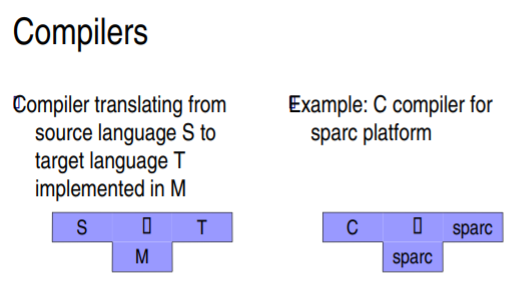 Compilers
Compiler translating from
source language S to
target language T
implemented in M
Example: C compiler for
sparc platform
S ▯ T
M
C ▯ sparc
sparc